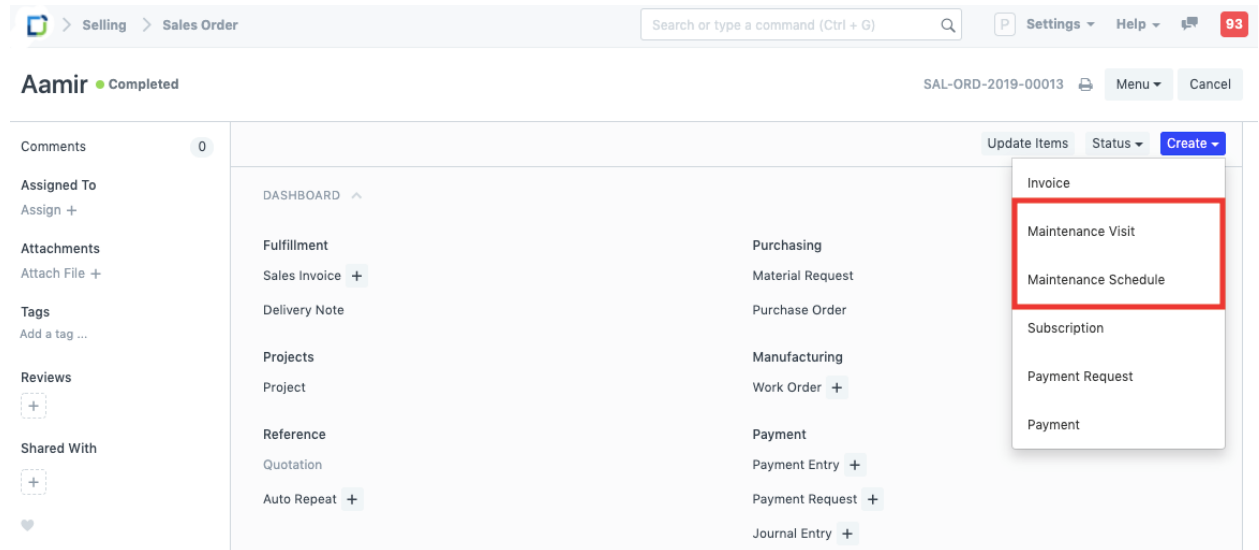 Selling > Sales Order
Search or type a command (Ctrl + G)
P Settings Help 93
Aamir Completed
SAL-ORD-2019-00013 Menu Cancel
Comments 0
Assigned To
Assign +
Attachments
Attach File +
Tags
Add a tag ...
Reviews
+
Shared With
+
Update Items Status Create
Invoice
Maintenance Visit
Maintenance Schedule
Subscription
Payment Request
Payment
DASHBOARD
Fulfillment
Sales Invoice +
Delivery Note
Projects
Project
Reference
Quotation
Auto Repeat +
Purchasing
Material Request
Purchase Order
Manufacturing
Work Order +
Payment
Payment Entry +
Payment Request +
Journal Entry +